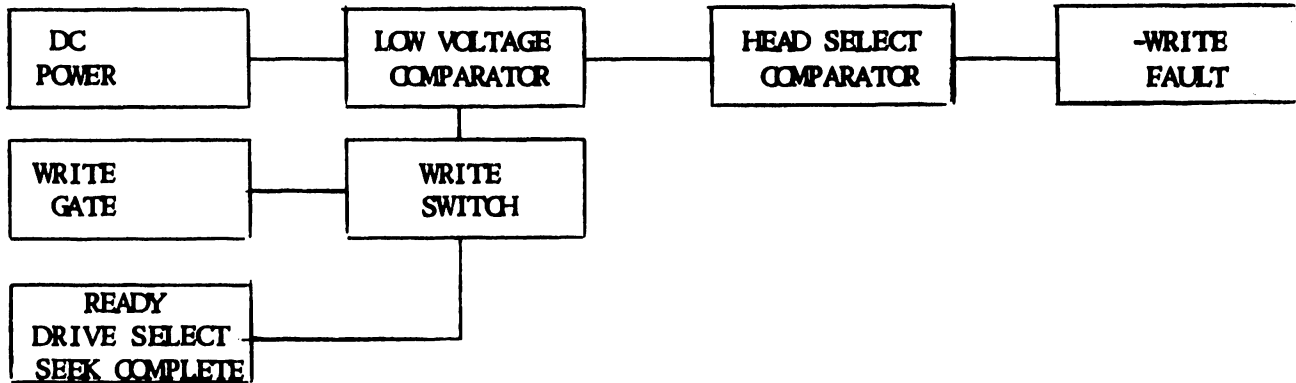 DC
POWER
LOW VOLTAGE
COMPARATOR
HEAD SELECT
COMPARATOR
-WRITE
FAULT
WRITE
GATE
WRITE
SWITCH
READY
DRIVE SELECT
SEEK COMPLETE